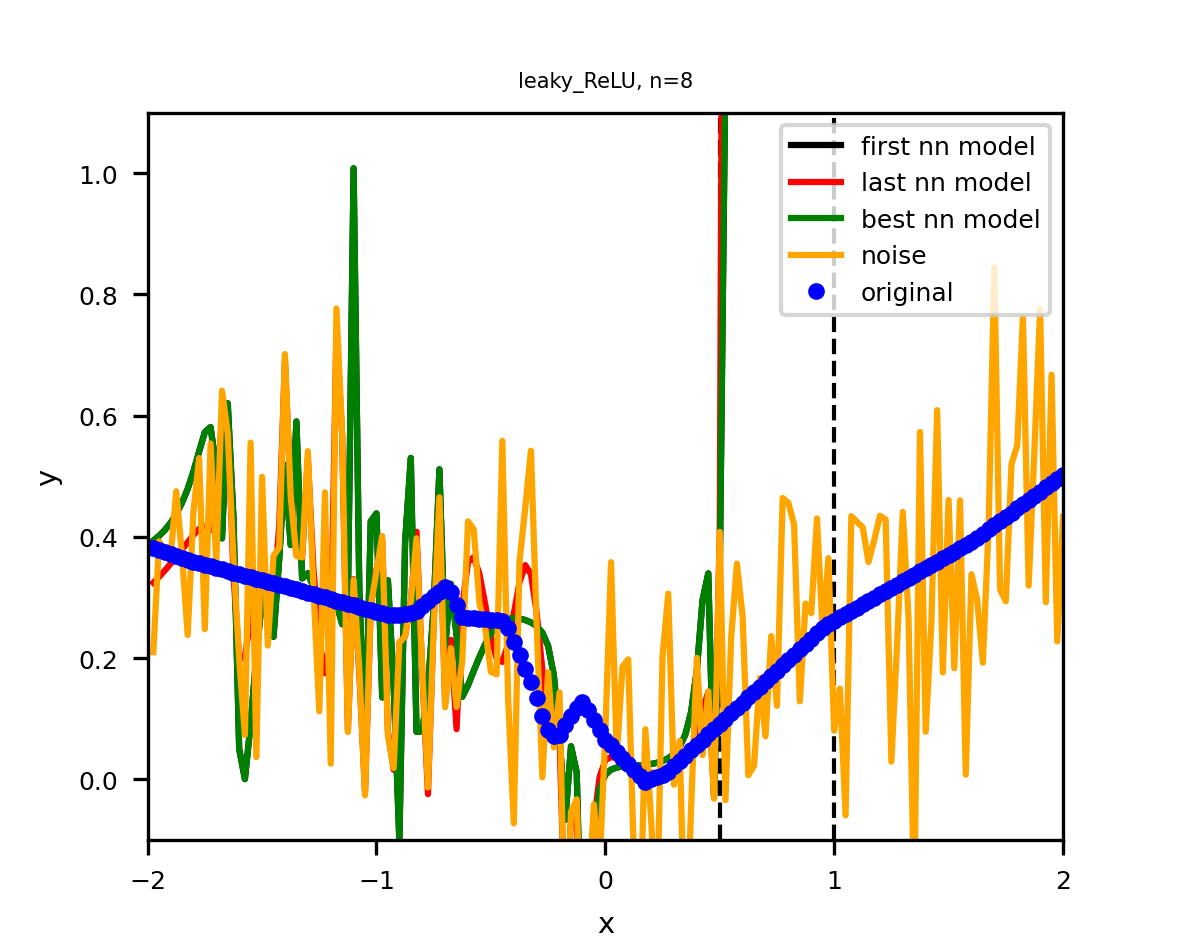 leaky_ReLU, n=8
first nn model
last nn model
best nn model
noise
original
1.0
0.8
0.6
0.4
0.2
0.0
y
−2
−1
0
1
2
x